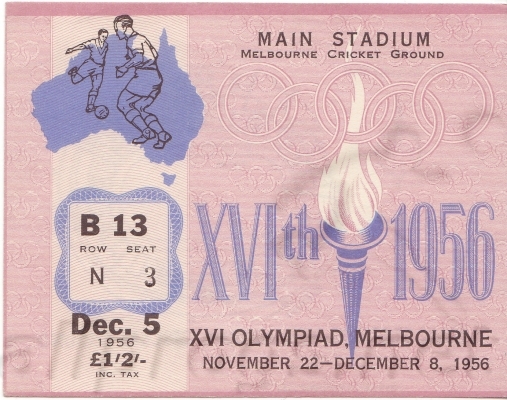 MAIN STADIUM
MELBOURNE CRICKET GROUND
B 13
ROW SEAT
N 3
Dec. 5
1956
£1/2/-
INC. TAX
XVIth 1956
XVI OLYMPIAD, MELBOURNE
NOVEMBER 22—DECEMBER 8, 1956